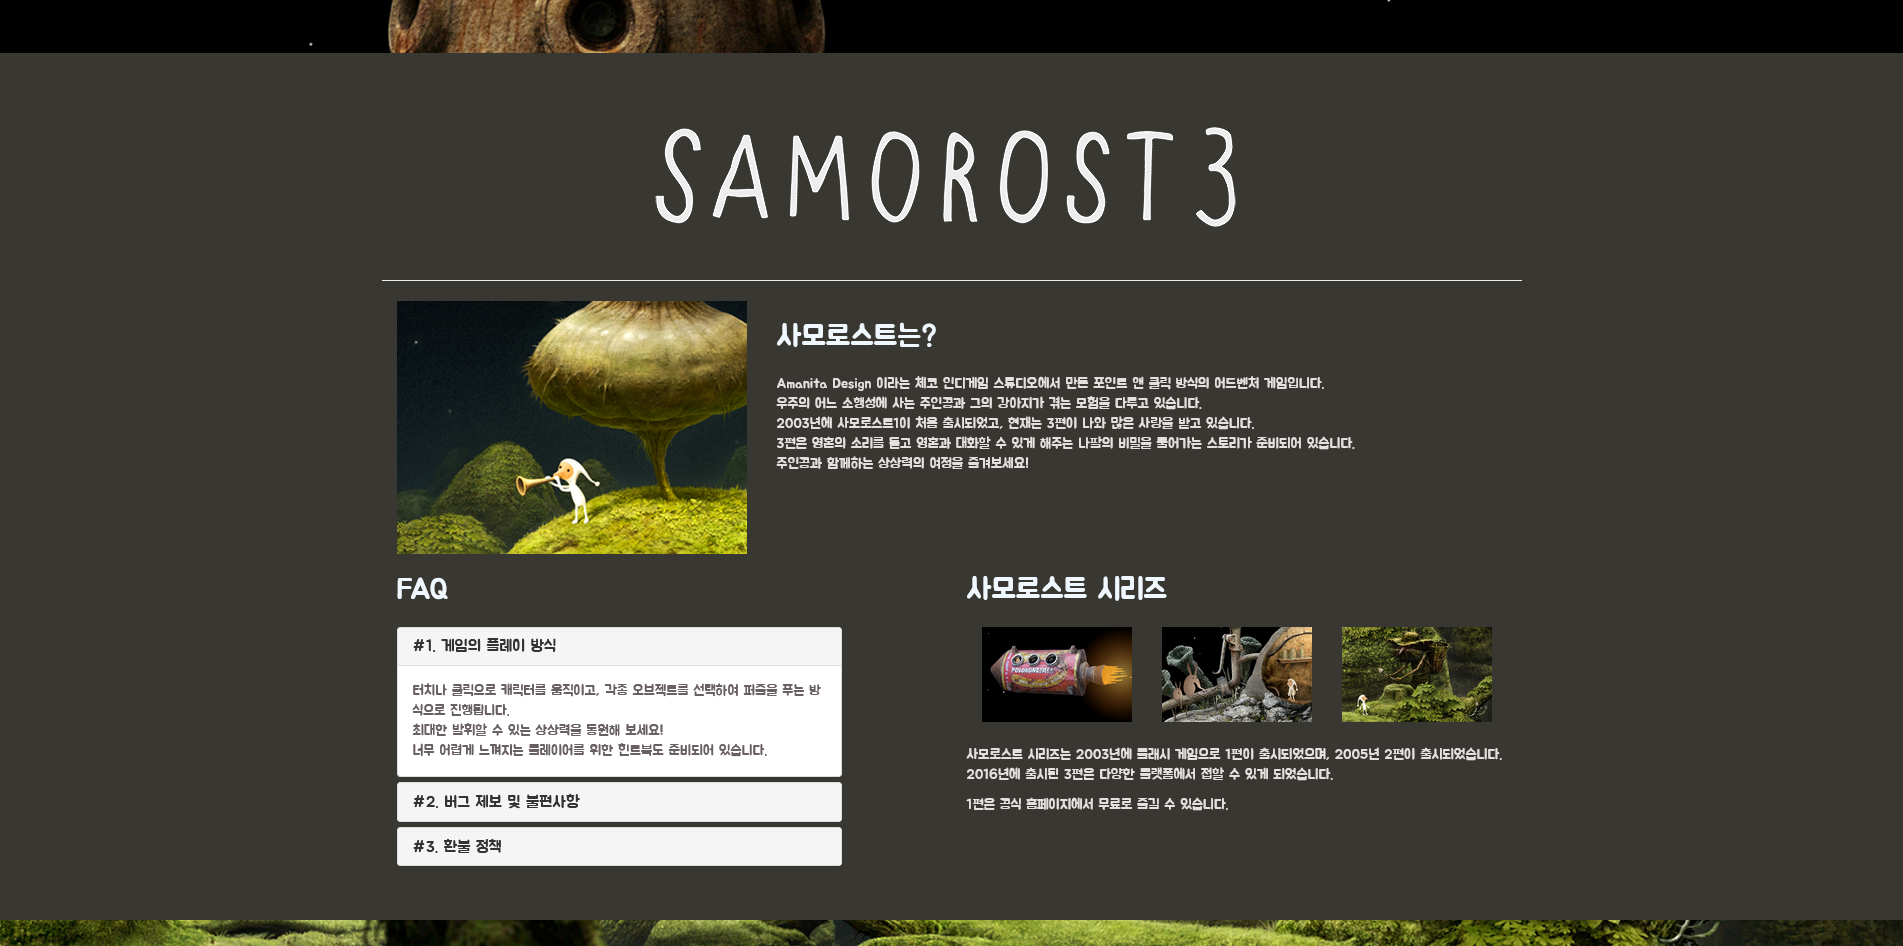 SAMOROST 3
사모로스트는?
Amanita Design 이라는 체코 인디게임 스튜디오에서 만든 포인트 앤 클릭 방식의 어드벤처 게임입니다.
우주의 어느 소행성에 사는 주인공과 그의 강아지가 겪는 모험을 다루고 있습니다.
2003년에 사모로스트1이 처음 출시되었고, 현재는 3편이 나와 많은 사랑을 받고 있습니다.
3편은 영혼의 소리를 듣고 영혼과 대화할 수 있게 해주는 나팔의 비밀을 풀어가는 스토리가 준비되어 있습니다.
주인공과 함께하는 상상력의 여정을 즐겨보세요!
FAQ
#1. 게임의 플레이 방식
터치나 클릭으로 캐릭터를 움직이고, 각종 오브젝트를 선택하여 퍼즐을 푸는 방
식으로 진행됩니다.
최대한 발휘할 수 있는 상상력을 동원해 보세요!
너무 어렵게 느껴지는 플레이어를 위한 힌트북도 준비되어 있습니다.
#2. 버그 제보 및 불편사항
#3. 환불 정책
사모로스트 시리즈
사모로스트 시리즈는 2003년에 플래시 게임으로 1편이 출시되었으며, 2005년 2편이 출시되었습니다.
2016년에 출시된 3편은 다양한 플랫폼에서 접할 수 있게 되었습니다.
1편은 공식 홈페이지에서 무료로 즐길 수 있습니다.